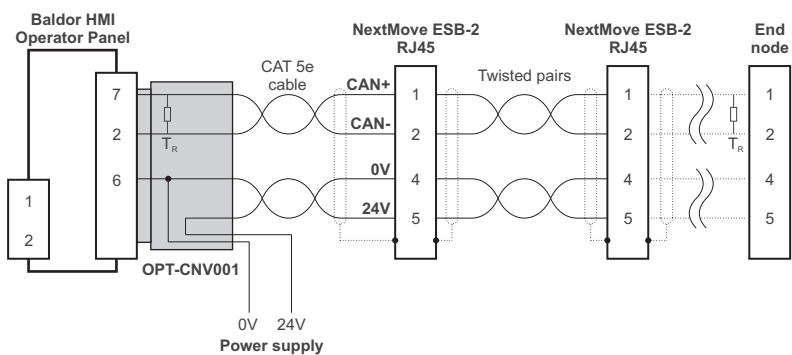 Baldor HMI
Operator Panel
NextMove ESB-2
RJ45
NextMove ESB-2
RJ45
End
node
CAT 5e
cable
Twisted pairs
CAN+
CAN-
0V
24V
7
2
6
1
2
TR
1
2
4
5
1
2
4
5
TR
1
2
4
5
OPT-CNV001
0V 24V
Power supply